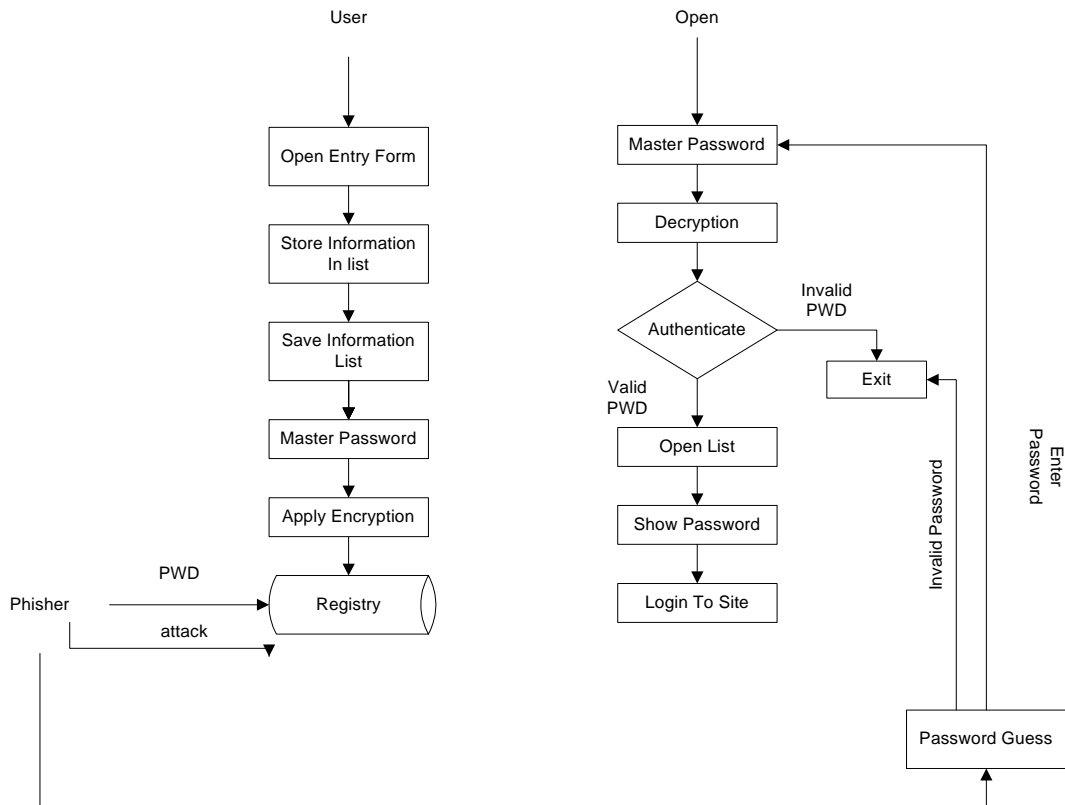 User
Open
Open Entry Form
Master Password
Decryption
Store Information
In list
Invalid
PWD
Authenticate
Save Information
List
Exit
Valid
PWD
Master Password
Open List
Enter
Password
Invalid Password
Apply Encryption
Show Password
PWD
Phisher
Registry
Login To Site
attack
Password Guess